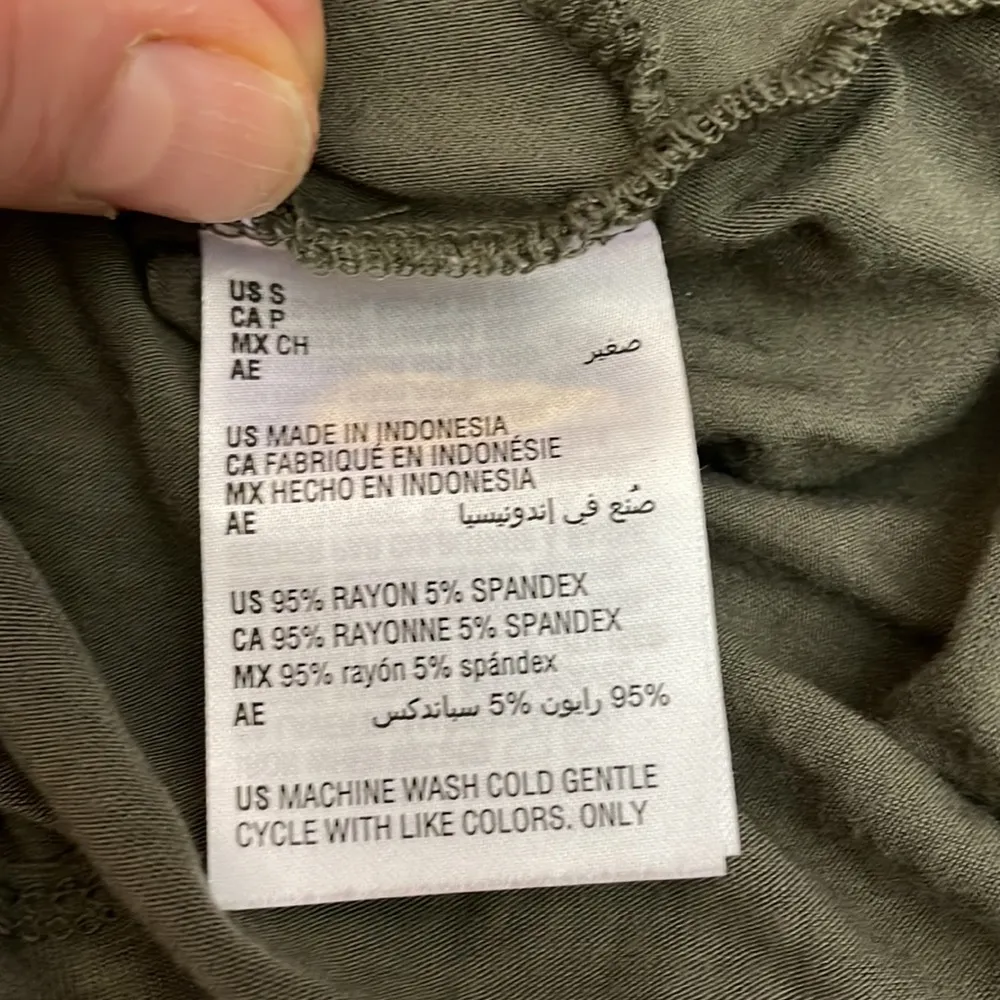 US S
CA P
MX CH
AE صغير
US MADE IN INDONESIA
CA FABRIQUÉ EN INDONÉSIE
MX HECHO EN INDONESIA
AE صُنع في إندونيسيا
US 95% RAYON 5% SPANDEX
CA 95% RAYONNE 5% SPANDEX
MX 95% rayón 5% spándex
AE 95% رايون 5% سباندكس
US MACHINE WASH COLD GENTLE
CYCLE WITH LIKE COLORS. ONLY